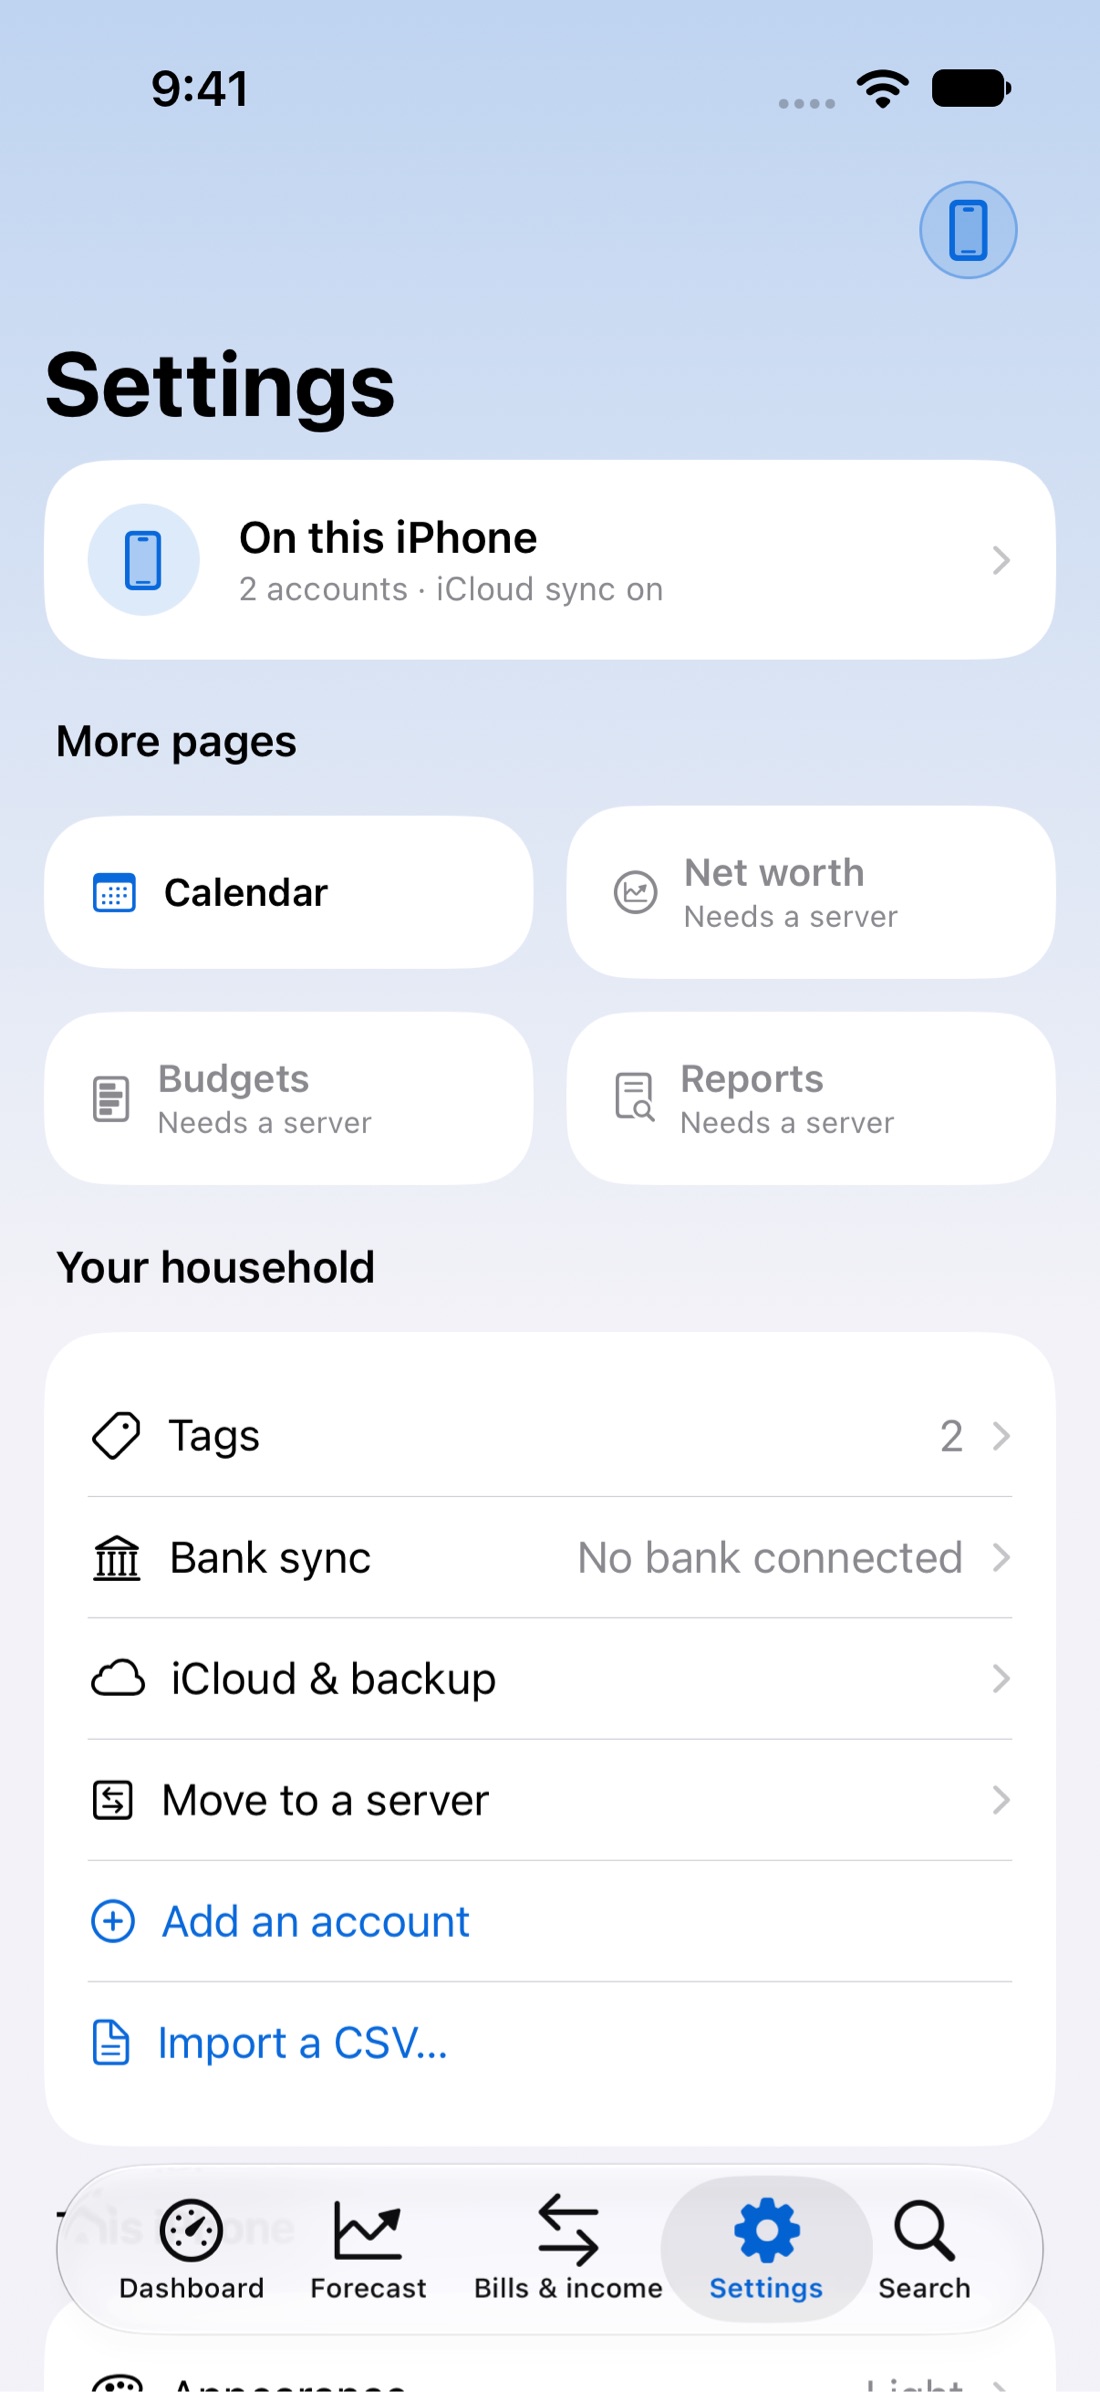 9:41
Settings
On this iPhone
2 accounts · iCloud sync on
More pages
Calendar
Net worth
Needs a server
Budgets
Needs a server
Reports
Needs a server
Your household
Tags
2
Bank sync
No bank connected
iCloud & backup
Move to a server
Add an account
Import a CSV...
Dashboard
Forecast
Bills & income
Settings
Search
Appearance
Light